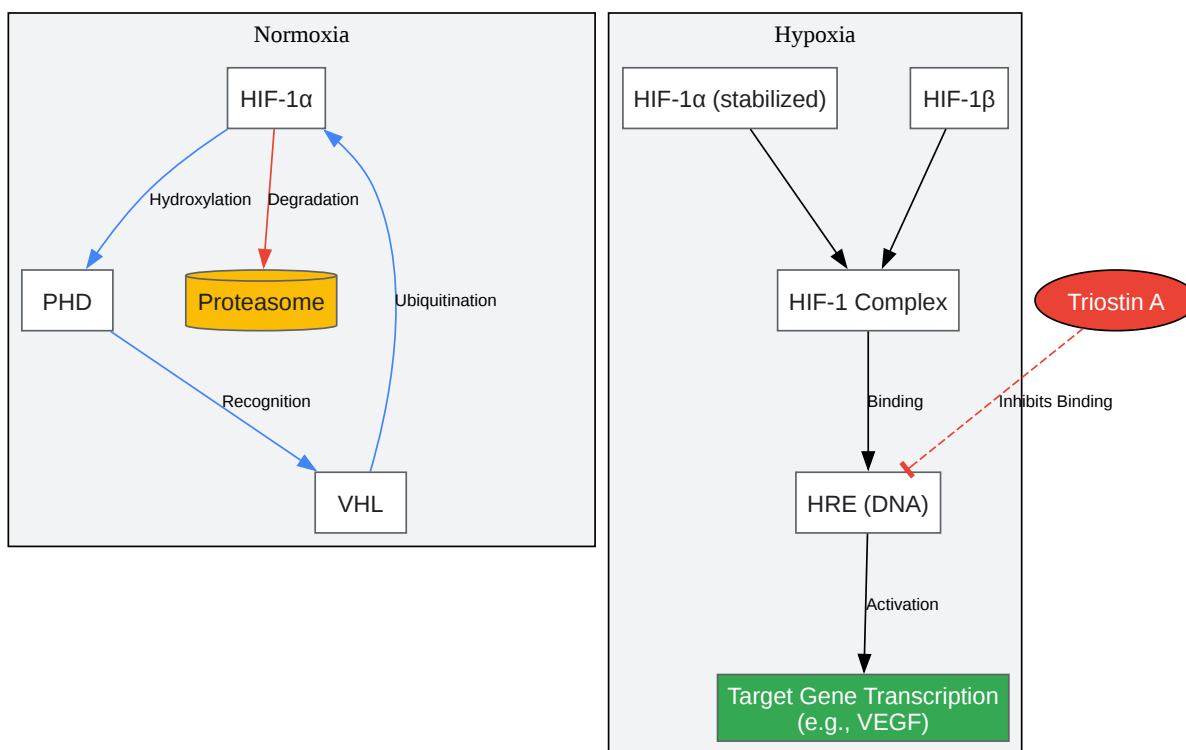 Normoxia
HIF-1α
Hydroxylation
Degradation
PHD
Proteasome
Ubiquitination
Recognition
VHL
Hypoxia
HIF-1α (stabilized)
HIF-1β
HIF-1 Complex
Triostin A
Binding
Inhibits Binding
HRE (DNA)
Activation
Target Gene Transcription
(e.g., VEGF)